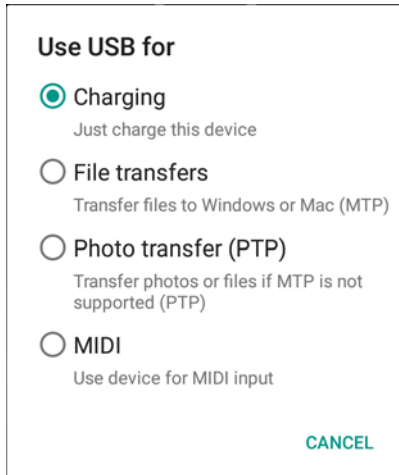 Use USB for
Charging
Just charge this device
File transfers
Transfer files to Windows or Mac (MTP)
Photo transfer (PTP)
Transfer photos or files if MTP is not
supported (PTP)
MIDI
Use device for MIDI input
CANCEL